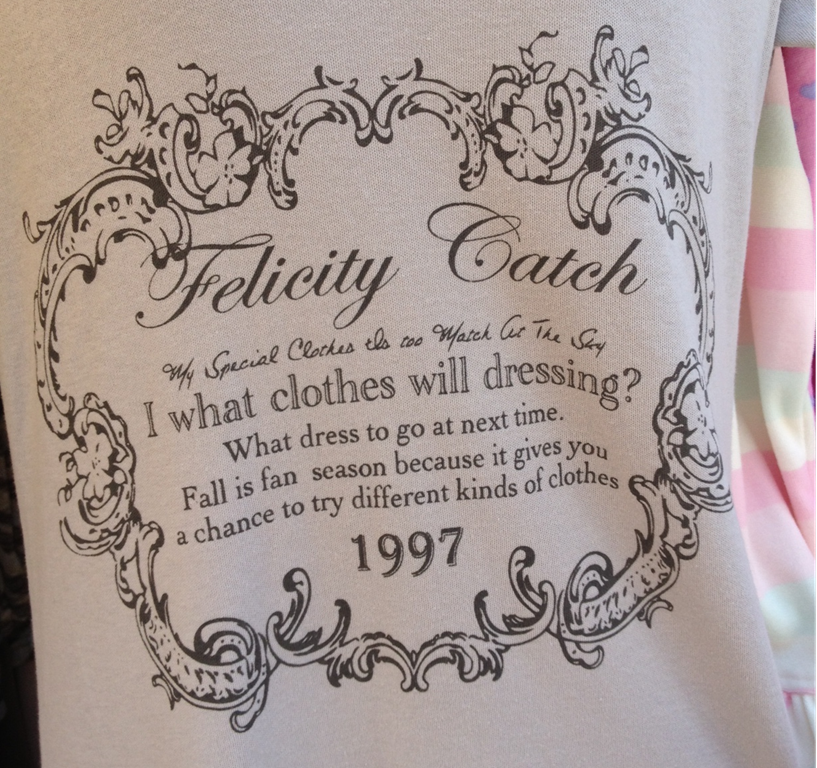 Felicity Catch
My Special Clothes Is too Match At The Sky
I what clothes will dressing?
What dress to go at next time.
Fall is fan season because it gives you
a chance to try different kinds of clothes
1997